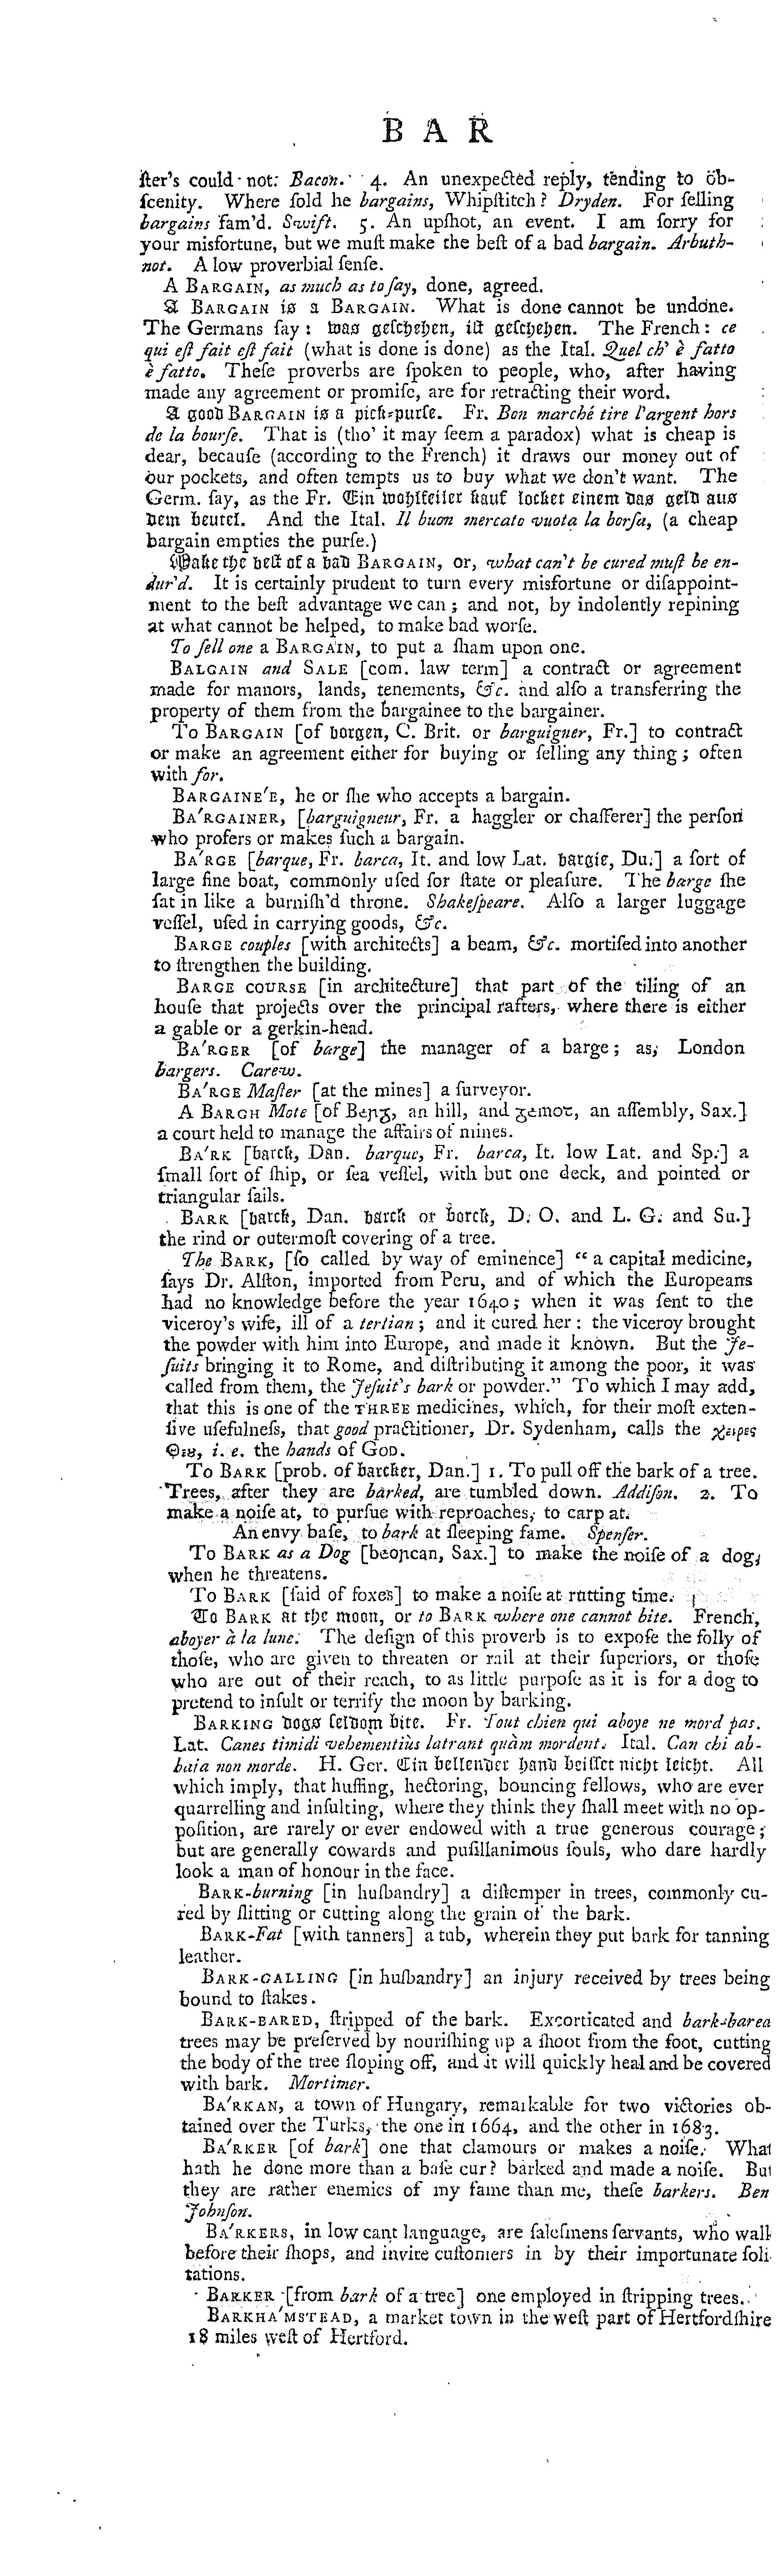 B A R
ſter's could not. Bacon. 4. An unexpected reply, tending to ob-
ſcenity. Where ſold he bargains, Whipſtitch? Dryden. For ſelling
bargains fam'd. Swift. 5. An upſhot, an event. I am ſorry for
your misfortune, but we muſt make the beſt of a bad bargain. Arbuth-
not. A low proverbial ſenſe.
A BARGAIN, as much as to ſay, done, agreed.
A BARGAIN is a BARGAIN. What is done cannot be undone.
The Germans ſay: was geſchehen, iſt geſchehen. The French: ce
qui eſt fait eſt fait (what is done is done) as the Ital. Quel ch' è fatto
è fatto. Theſe proverbs are ſpoken to people, who, after having
made any agreement or promiſe, are for retracting their word.
A good BARGAIN is a pick-purſe. Fr. Bon marché tire l'argent hors
de la bourſe. That is (tho' it may ſeem a paradox) what is cheap is
dear, becauſe (according to the French) it draws our money out of
our pockets, and often tempts us to buy what we don't want. The
Germ. ſay, as the Fr. Ein wohlfeiler kauf locket einem das geld aus
dem beutel. And the Ital. Il buon mercato vuota la borſa, (a cheap
bargain empties the purſe.)
Make the beſt of a bad BARGAIN, or, what can't be cured muſt be en-
dur'd. It is certainly prudent to turn every misfortune or diſappoint-
ment to the beſt advantage we can; and not, by indolently repining
at what cannot be helped, to make bad worſe.
To ſell one a BARGAIN, to put a ſham upon one.
BALGAIN and SALE [com. law term] a contract or agreement
made for manors, lands, tenements, &c. and alſo a transferring the
property of them from the bargainee to the bargainer.
To BARGAIN [of borgen, C. Brit. or barguigner, Fr.] to contract
or make an agreement either for buying or ſelling any thing; often
with for.
BARGAINE'E, he or ſhe who accepts a bargain.
BA'RGAINER, [barguigneur, Fr. a haggler or chafferer] the perſon
who profers or makes ſuch a bargain.
BA'RGE [barque, Fr. barca, It. and low Lat. bargie, Du.] a ſort of
large fine boat, commonly uſed for ſtate or pleaſure. The barge ſhe
ſat in like a burniſh'd throne. Shakeſpeare. Alſo a larger luggage
veſſel, uſed in carrying goods, &c.
BARGE couples [with architects] a beam, &c. mortiſed into another
to ſtrengthen the building.
BARGE COURSE [in architecture] that part of the tiling of an
houſe that projects over the principal rafters, where there is either
a gable or a gerkin-head.
BA'RGER [of barge] the manager of a barge; as, London
bargers. Carew.
BA'RGE Maſter [at the mines] a ſurveyor.
A BARGH Mote [of Beꞃᵹ, an hill, and ᵹemoꞇ, an aſſembly, Sax.]
a court held to manage the affairs of mines.
BA'RK [barck, Dan. barque, Fr. barca, It. low Lat. and Sp.] a
ſmall ſort of ſhip, or ſea veſſel, with but one deck, and pointed or
triangular ſails.
BARK [barck, Dan. barck or borck, D. O. and L. G. and Su.]
the rind or outermoſt covering of a tree.
The BARK, [ſo called by way of eminence] “ a capital medicine,
ſays Dr. Alſton, imported from Peru, and of which the Europeans
had no knowledge before the year 1640; when it was ſent to the
viceroy's wife, ill of a tertian; and it cured her: the viceroy brought
the powder with him into Europe, and made it known. But the Je-
ſuits bringing it to Rome, and diſtributing it among the poor, it was
called from them, the Jeſuit's bark or powder.” To which I may add,
that this is one of the THREE medicines, which, for their moſt exten-
ſive uſefulneſs, that good practitioner, Dr. Sydenham, calls the χειρες
Θεȣ, i. e. the hands of GOD.
To BARK [prob. of barcker, Dan.] 1. To pull off the bark of a tree.
Trees, after they are barked, are tumbled down. Addiſon. 2. To
make a noiſe at, to purſue with reproaches, to carp at.
An envy baſe, to bark at ſleeping fame. Spenſer.
To BARK as a Dog [beoꞃcan, Sax.] to make the noiſe of a dog,
when he threatens.
To BARK [ſaid of foxes] to make a noiſe at rutting time.
To BARK at the moon, or to BARK where one cannot bite. French,
aboyer à la lune. The deſign of this proverb is to expoſe the folly of
thoſe, who are given to threaten or rail at their ſuperiors, or thoſe
who are out of their reach, to as little purpoſe as it is for a dog to
pretend to inſult or terrify the moon by barking.
BARKING dogs ſeldom bite. Fr. Tout chien qui aboye ne mord pas.
Lat. Canes timidi vehementiùs latrant quàm mordent. Ital. Can chi ab-
baia non morde. H. Ger. Ein bellender hand beiſſet nicht leicht. All
which imply, that huffing, hectoring, bouncing fellows, who are ever
quarrelling and inſulting, where they think they ſhall meet with no op-
poſition, are rarely or ever endowed with a true generous courage;
but are generally cowards and puſillanimous ſouls, who dare hardly
look a man of honour in the face.
BARK-burning [in huſbandry] a diſtemper in trees, commonly cu-
red by ſlitting or cutting along the grain of the bark.
BARK-Fat [with tanners] a tub, wherein they put bark for tanning
leather.
BARK-GALLING [in huſbandry] an injury received by trees being
bound to ſtakes.
BARK-BARED, ſtripped of the bark. Excorticated and bark-barea
trees may be preſerved by nouriſhing up a ſhoot from the foot, cutting
the body of the tree ſloping off, and it will quickly heal and be covered
with bark. Mortimer.
BA'RKAN, a town of Hungary, remarkable for two victories ob-
tained over the Turks, the one in 1664, and the other in 1683.
BA'RKER [of bark] one that clamours or makes a noiſe. What
hath he done more than a baſe cur? barked and made a noiſe. But
they are rather enemies of my fame than me, theſe barkers. Ben
Johnſon.
BA'RKERS, in low cant language, are ſaleſmens ſervants, who walk
before their ſhops, and invite cuſtomers in by their importunate ſoli
tations.
BARKER [from bark of a tree] one employed in ſtripping trees.
BARKHA'MSTEAD, a market town in the weſt part of Hertfordſhire
18 miles weſt of Hertford.